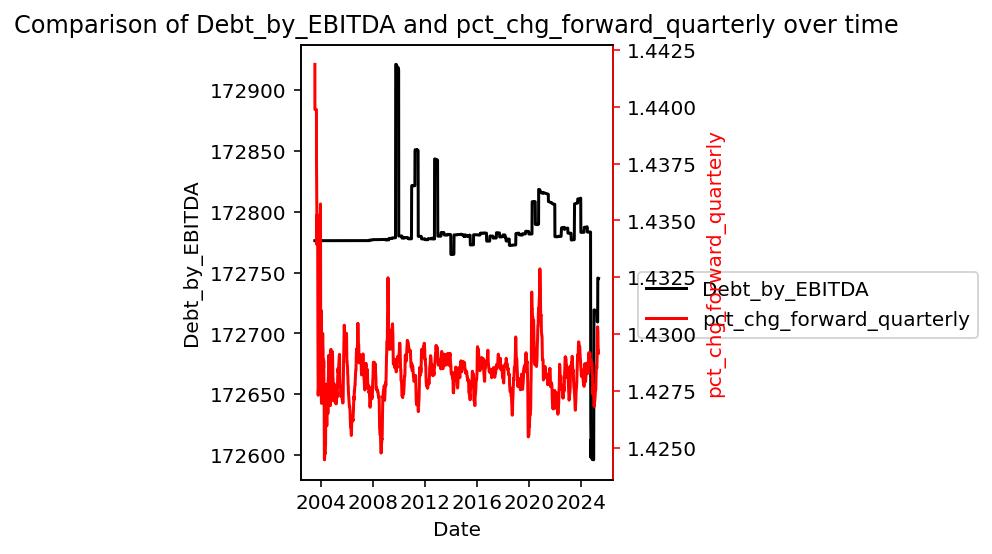 Comparison of Debt_by_EBITDA and pct_chg_forward_quarterly over time
172900
172850
172800
172750
172700
172650
172600
Debt_by_EBITDA
1.4425
1.4400
1.4375
1.4350
1.4325
1.4300
1.4275
1.4250
pct_chg_forward_quarterly
Debt_by_EBITDA
pct_chg_forward_quarterly
2004 2008 2012 2016 2020 2024
Date